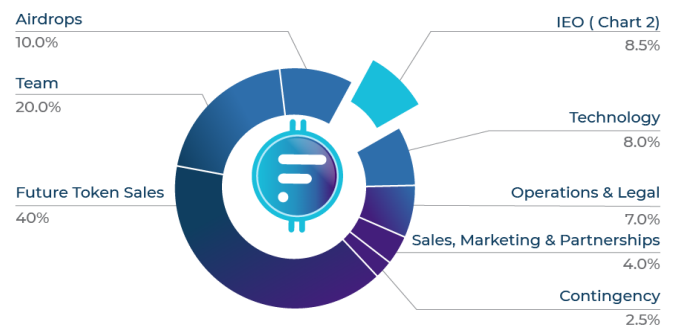 Airdrops
10.0%
Team
20.0%
Future Token Sales
40%
IEO ( Chart 2)
8.5%
Technology
8.0%
Operations & Legal
7.0%
Sales, Marketing & Partnerships
4.0%
Contingency
2.5%